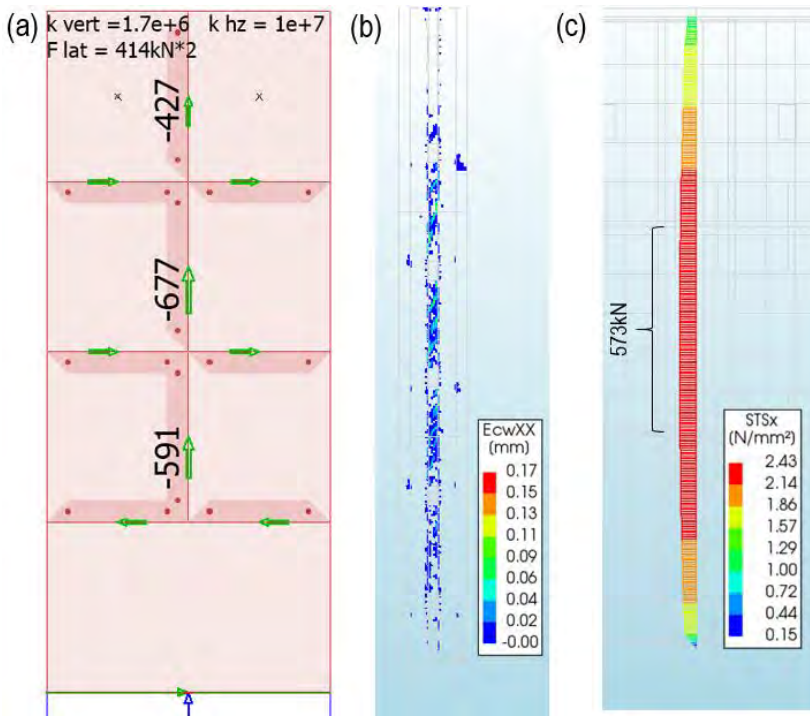 (a)
k vert =1.7e+6 k hz = 1e+7
F lat = 414kN*2
-427
-677
-591
(b)
EcwXX
(mm)
0.17
0.15
0.13
0.11
0.09
0.06
0.04
0.02
-0.00
(c)
573kN
STSx
(N/mm²)
2.43
2.14
1.86
1.57
1.29
1.00
0.72
0.44
0.15